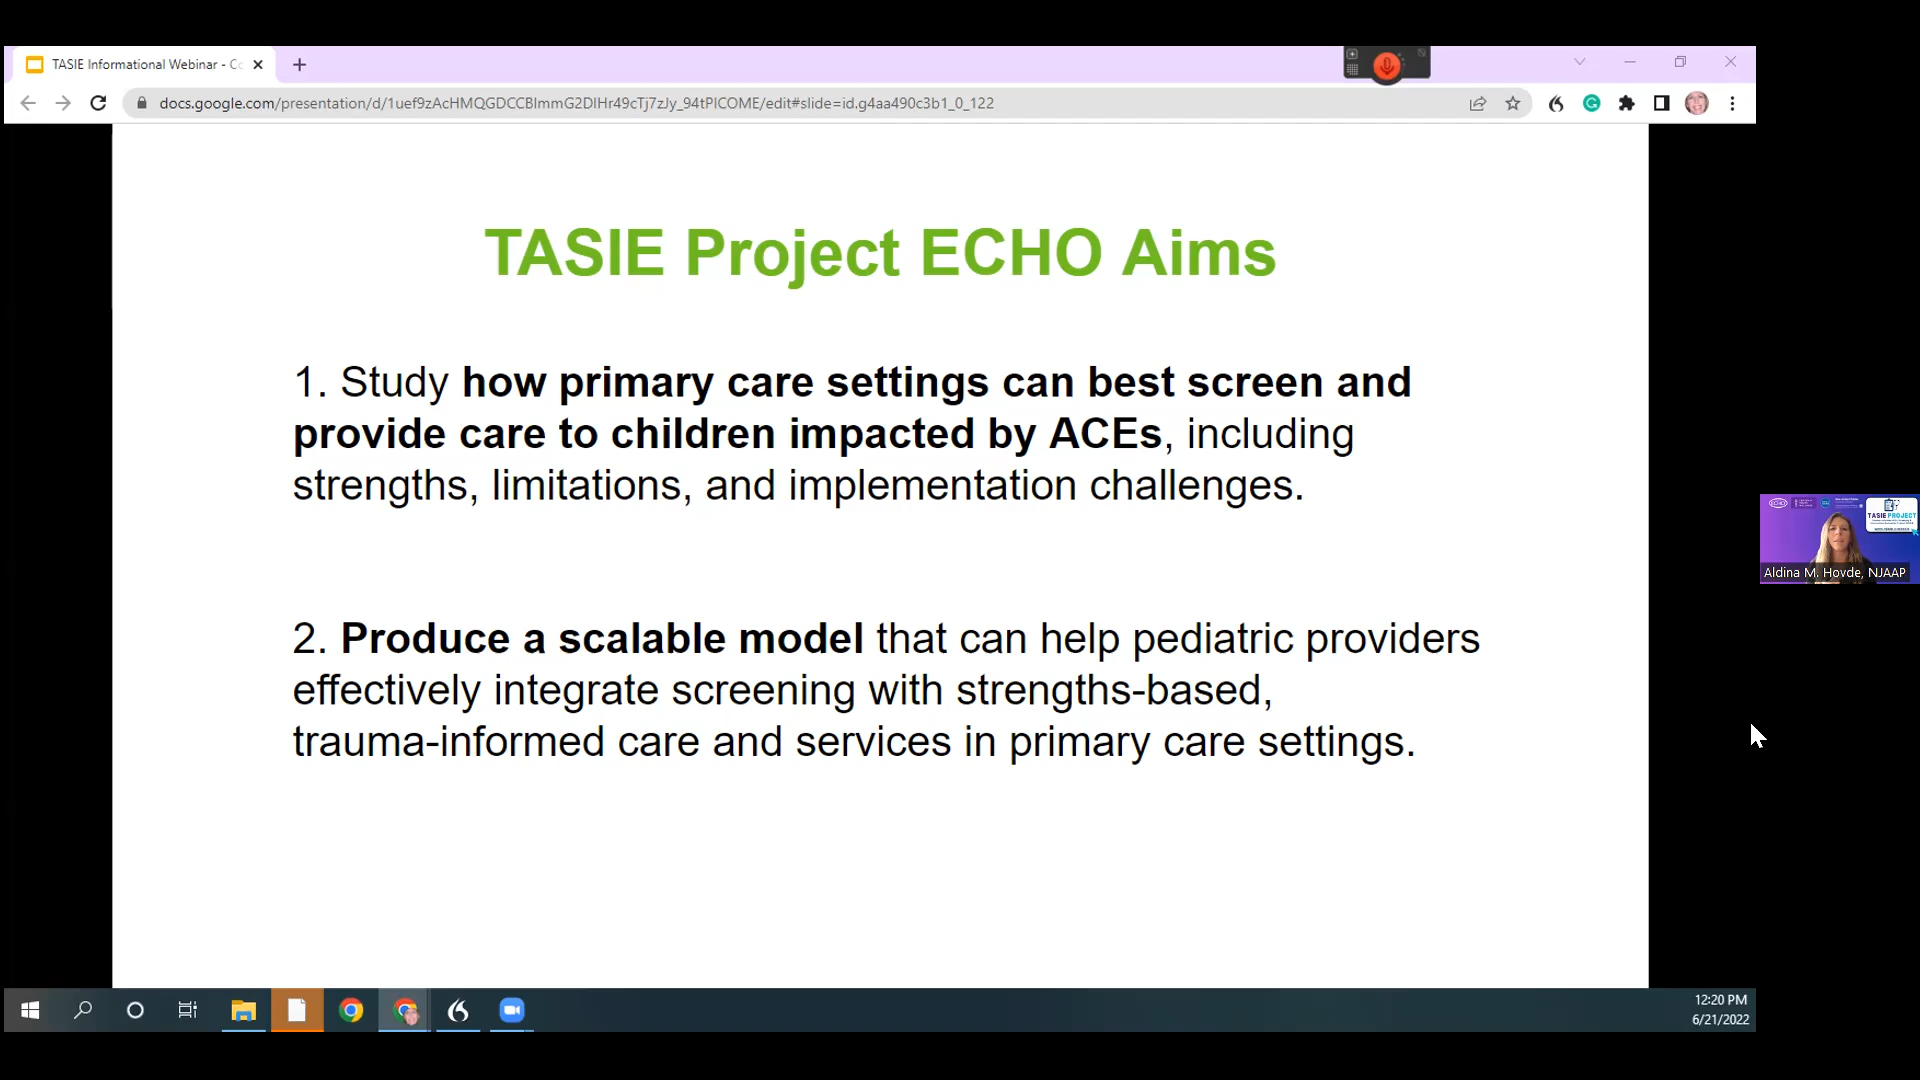 TASIE Informational Webinar - Co
docs.google.com/presentation/d/1uef9zAcHMQGDCCBlmmG2DlHr49cTj7zJy_94tPICOME/edit#slide=id.g4aa490c3b1_0_122
TASIE Project ECHO Aims
1. Study how primary care settings can best screen and
provide care to children impacted by ACEs, including
strengths, limitations, and implementation challenges.
2. Produce a scalable model that can help pediatric providers
effectively integrate screening with strengths-based,
trauma-informed care and services in primary care settings.
TASIE PROJECT
Aldina M. Hovde, NJAAP
12:20 PM
6/21/2022